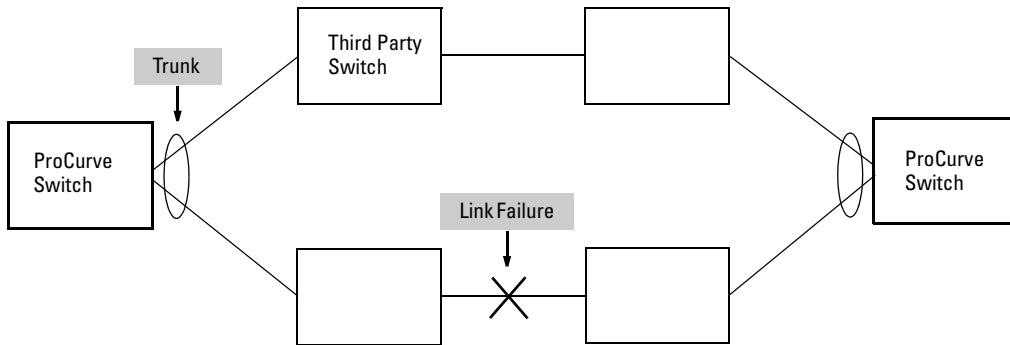 Third Party
Switch
Trunk
ProCurve
Switch
ProCurve
Switch
Link Failure